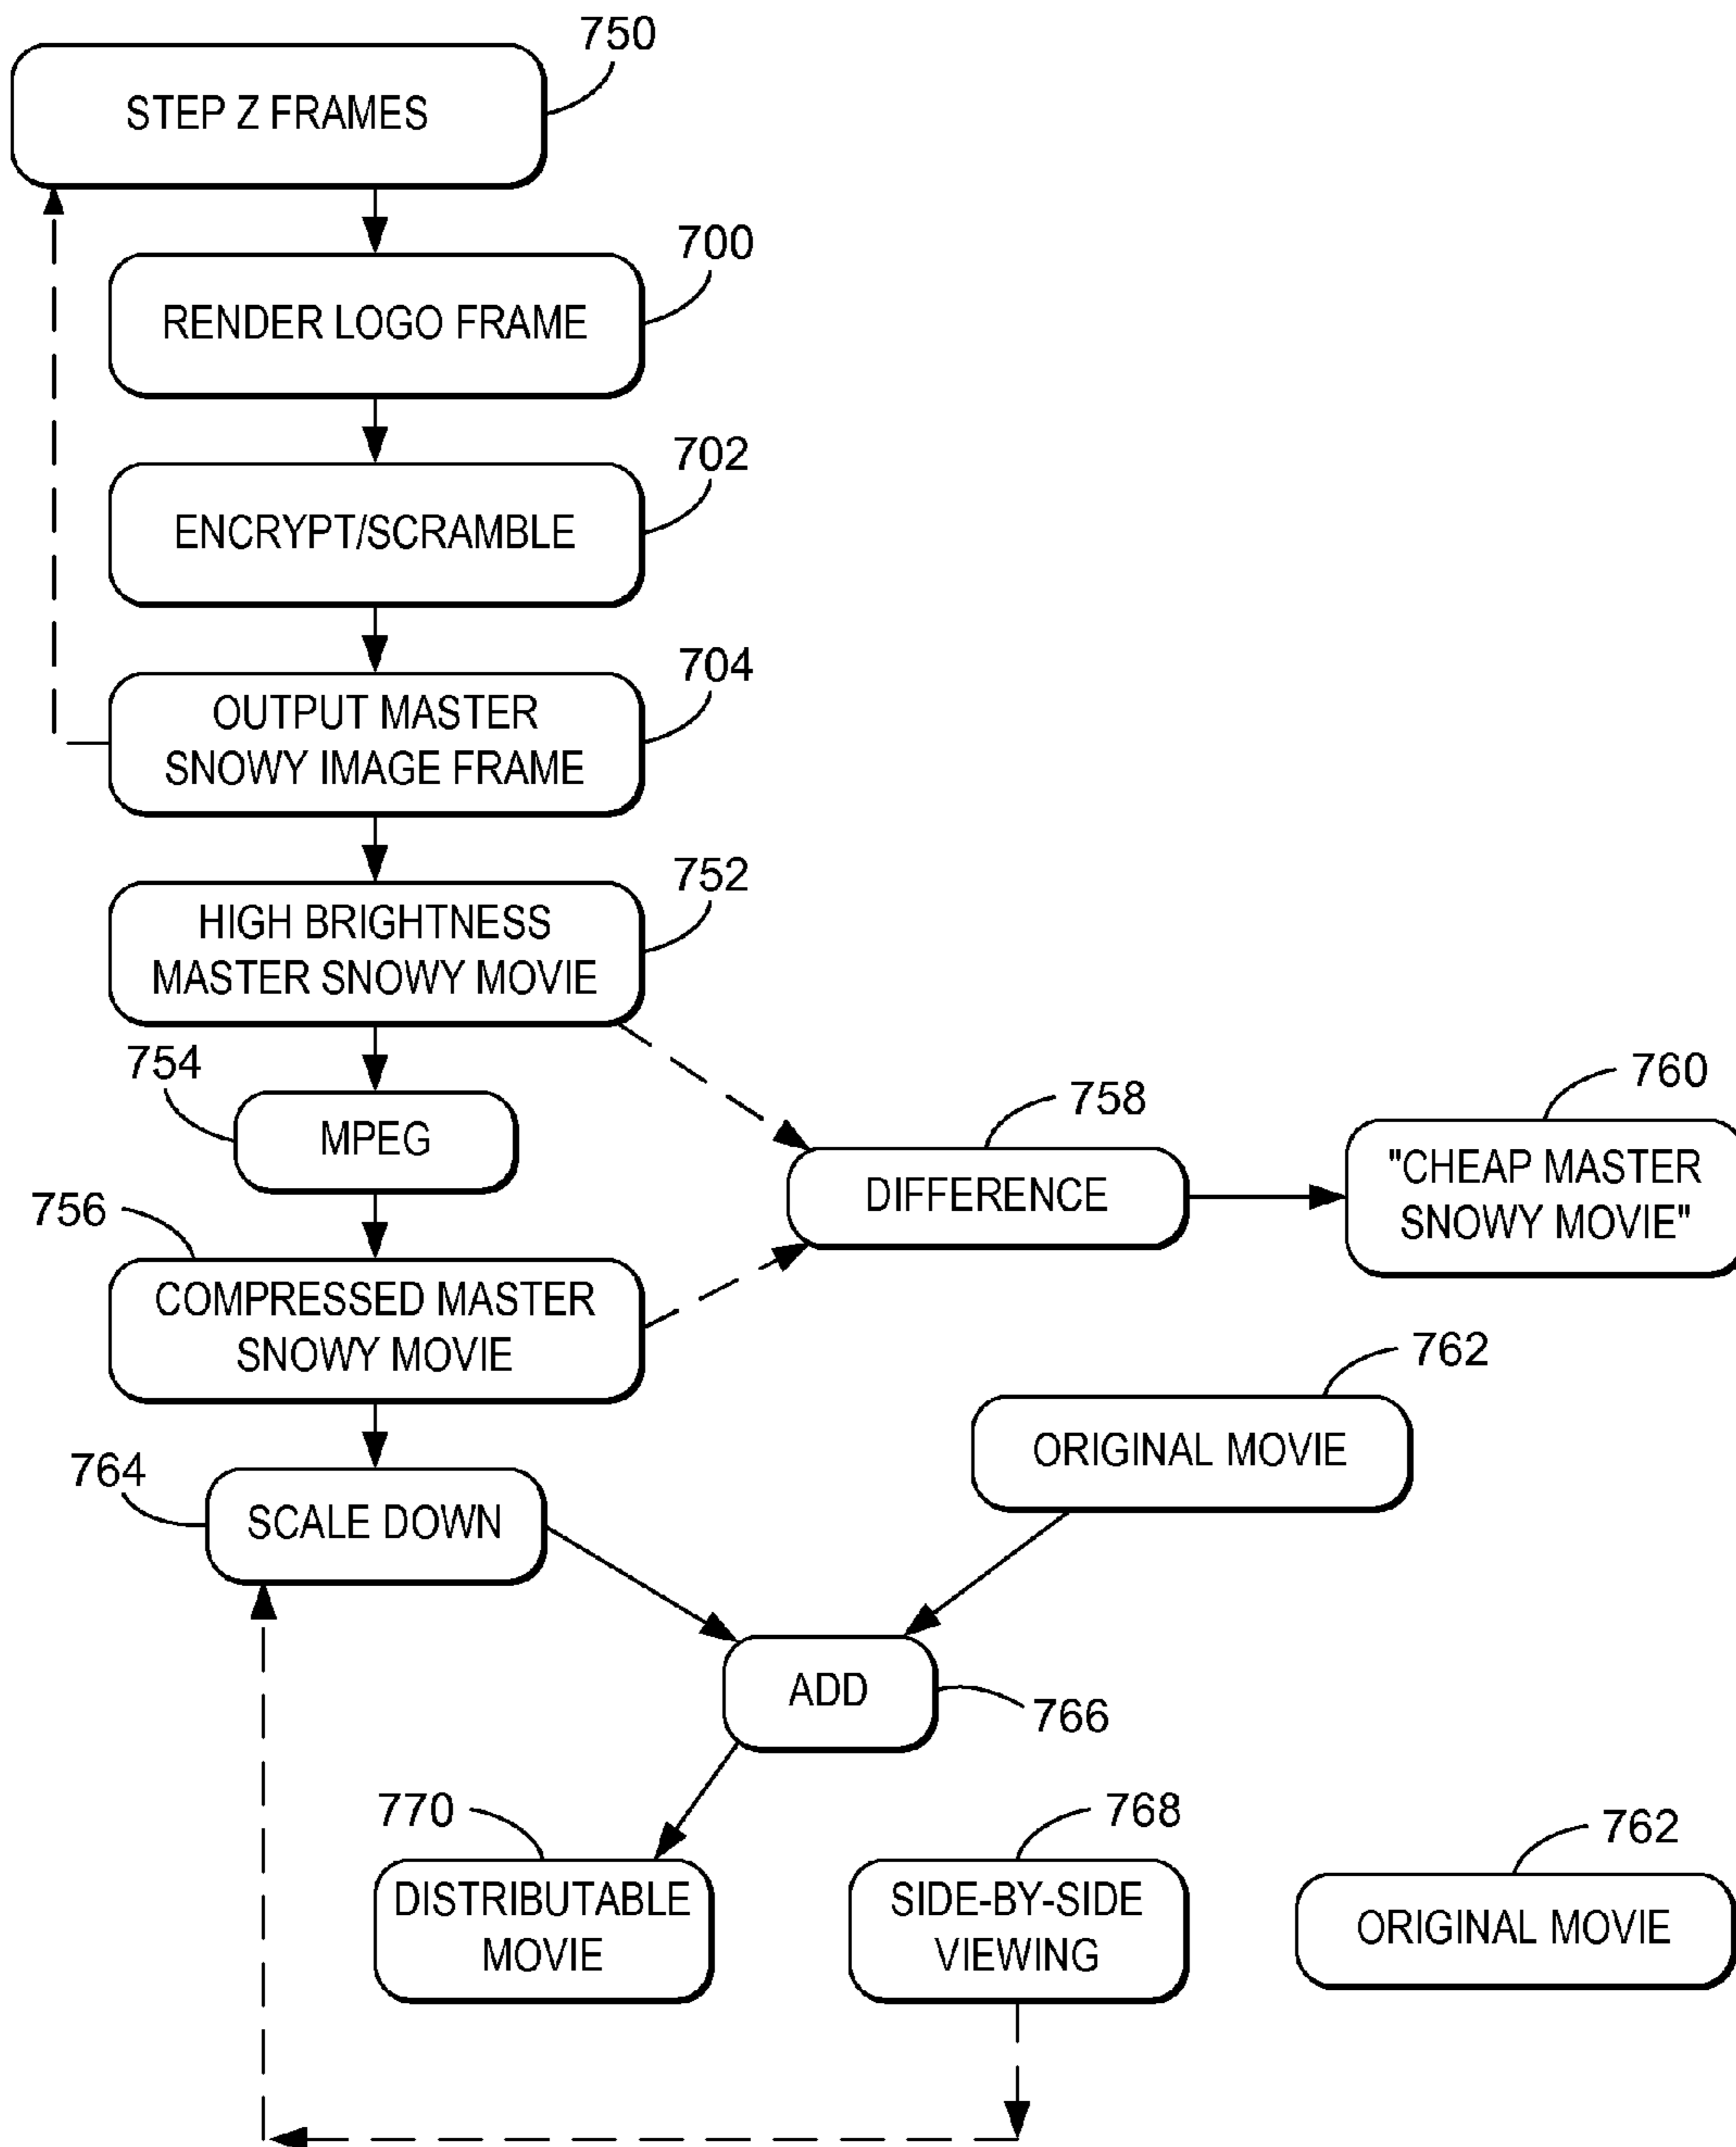 750
STEP Z FRAMES
700
RENDER LOGO FRAME
702
ENCRYPT/SCRAMBLE
704
OUTPUT MASTER
SNOWY IMAGE FRAME
752
HIGH BRIGHTNESS
MASTER SNOWY MOVIE
754
MPEG
758
DIFFERENCE
760
"CHEAP MASTER
SNOWY MOVIE"
756
COMPRESSED MASTER
SNOWY MOVIE
762
ORIGINAL MOVIE
764
SCALE DOWN
ADD
766
770
DISTRIBUTABLE
MOVIE
768
SIDE-BY-SIDE
VIEWING
762
ORIGINAL MOVIE